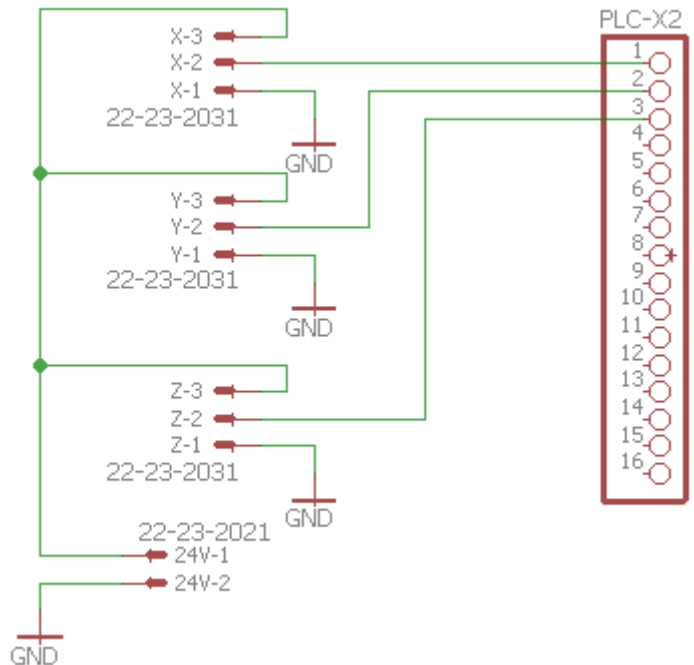 PLC-X2
X-3
X-2
X-1
22-23-2031
GND
Y-3
Y-2
Y-1
22-23-2031
GND
Z-3
Z-2
Z-1
22-23-2031
GND
22-23-2021
24V-1
24V-2
GND
1
2
3
4
5
6
7
8
9
10
11
12
13
14
15
16